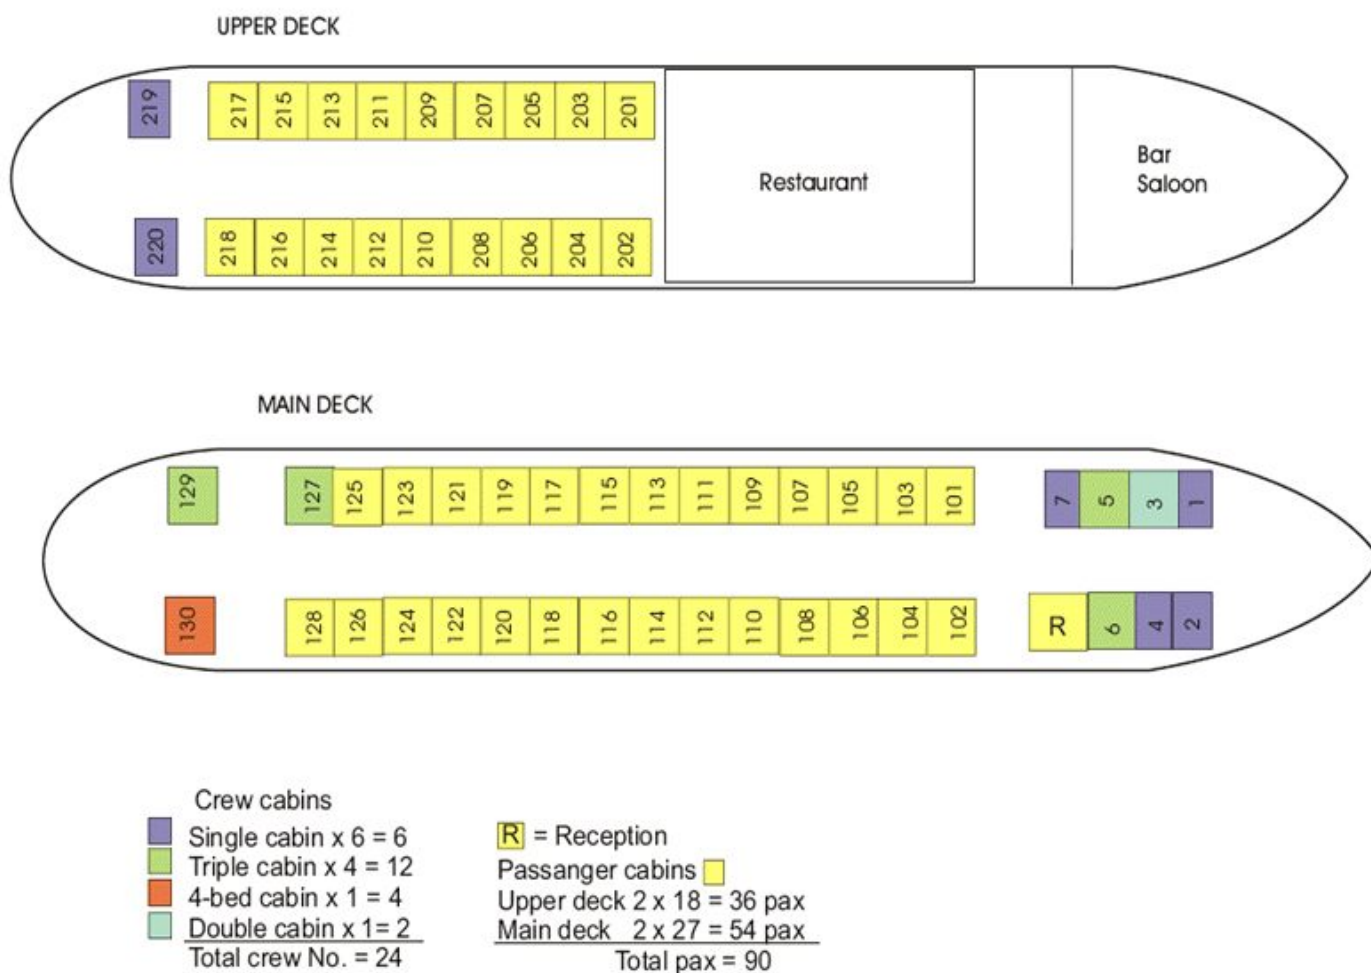 UPPER DECK
219 217 215 213 211 209 207 205 203 201
Restaurant
Bar
Saloon
220 218 216 214 212 210 208 206 204 202
MAIN DECK
129 127 125 123 121 119 117 115 113 111 109 107 105 103 101 7 5 3 1
130 128 126 124 122 120 118 116 114 112 110 108 106 104 102 R 6 4 2
Crew cabins
Single cabin x 6 = 6
Triple cabin x 4 = 12
4-bed cabin x 1 = 4
Double cabin x 1= 2
Total crew No. = 24
R = Reception
Passanger cabins
Upper deck 2 x 18 = 36 pax
Main deck 2 x 27 = 54 pax
Total pax = 90